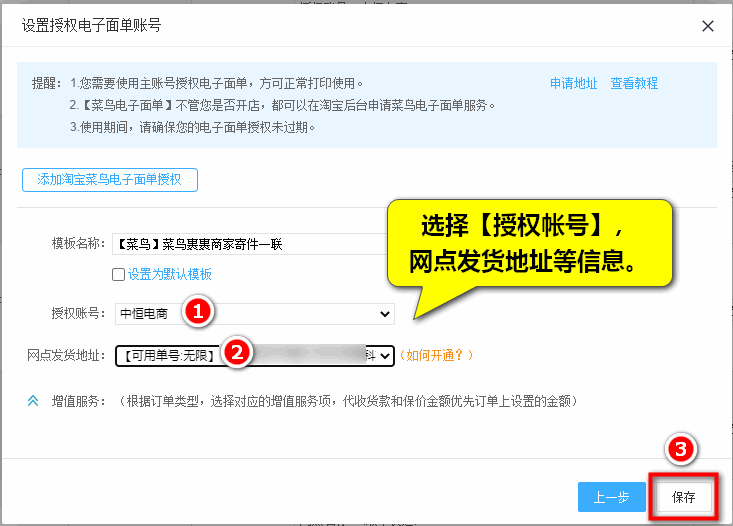 设置授权电子面单账号
提醒：1.您需要使用主账号授权电子面单，方可正常打印使用。
申请地址 查看教程
2.【菜鸟电子面单】不管您是否开店，都可以在淘宝后台申请菜鸟电子面单服务。
3.使用期间，请确保您的电子面单授权未过期。
添加淘宝菜鸟电子面单授权
选择【授权帐号】，
网点发货地址等信息。
模板名称：【菜鸟】菜鸟裹裹商家寄件一联
设置为默认模板
授权账号：中恒电商 1
网点发货地址：【可用单号:无限】 2 科 （如何开通？）
增值服务：（根据订单类型，选择对应的增值服务项，代收货款和保价金额优先订单上设置的金额）
3
上一步 保存